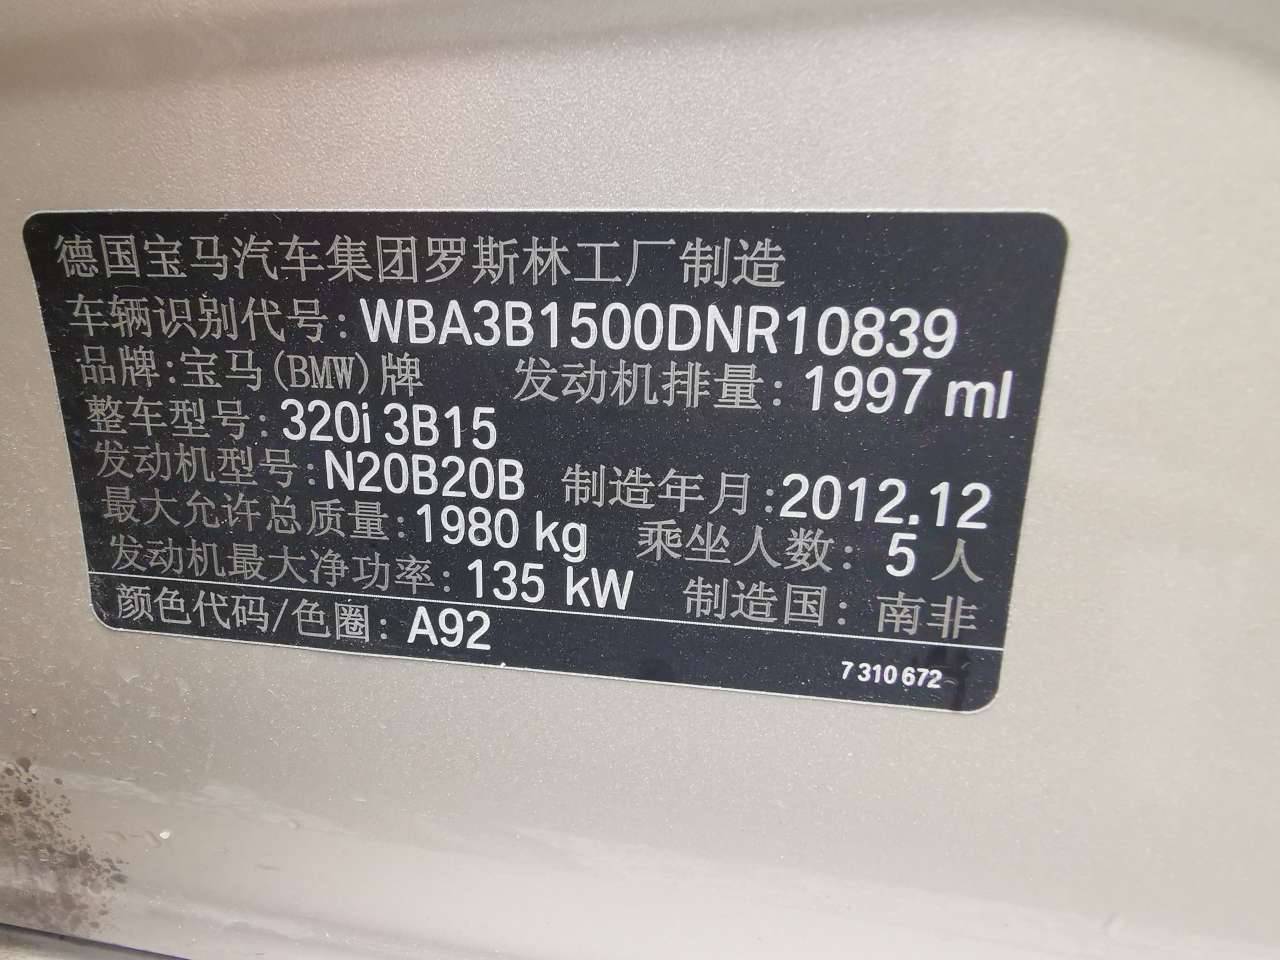 德国宝马汽车集团罗斯林工厂制造
车辆识别代号: WBA3B1500DNR10839
品牌:宝马(BMW)牌 发动机排量: 1997 ml
整车型号: 320i 3B15
发动机型号: N20B20B 制造年月:2012.12
最大允许总质量: 1980 kg 乘坐人数: 5 人
发动机最大净功率: 135 kW 制造国: 南非
颜色代码/色圈: A92
7 310 672